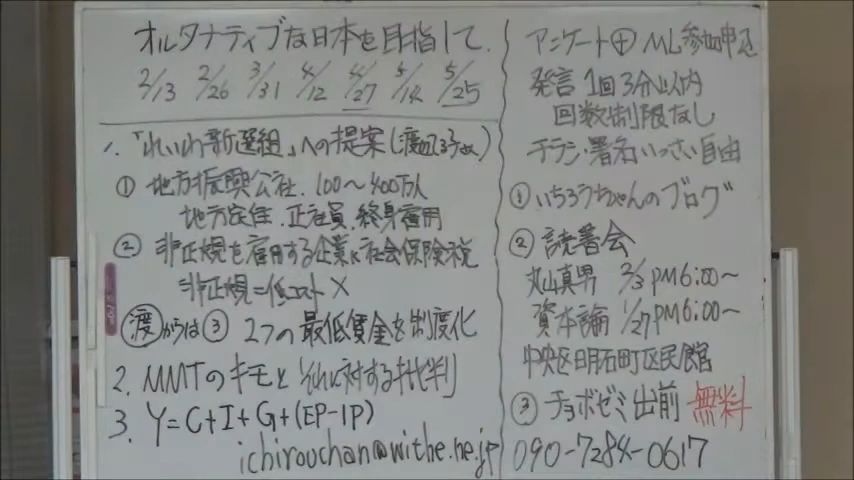 オルタナティブな日本を目指して.
2/13 2/26 3/31 4/12 4/27 5/14 5/25
1.「れいわ新選組」への提案(渡辺てる子さん)
① 地方振興公社. 100〜400万人
地方定住. 正社員. 終身雇用
② 非正規を雇用する企業に社会保険税
非正規=低コスト ×
渡からは③ 2つの最低賃金を制度化
2. MMTのキモとそれに対する批判
3. Y=C+I+G+(EP-IP)
ichirouchan@withe.ne.jp
アンケート⊕ ML参加申込
発言 1回3分以内
回数制限なし
チラシ・署名いっさい自由
① いちろうちゃんのブログ
② 読書会
丸山真男 2/3 PM6:00〜
資本論 1/27 PM6:00〜
中央区明石町区民館
③ チョボゼミ出前 無料
090-7284-0617